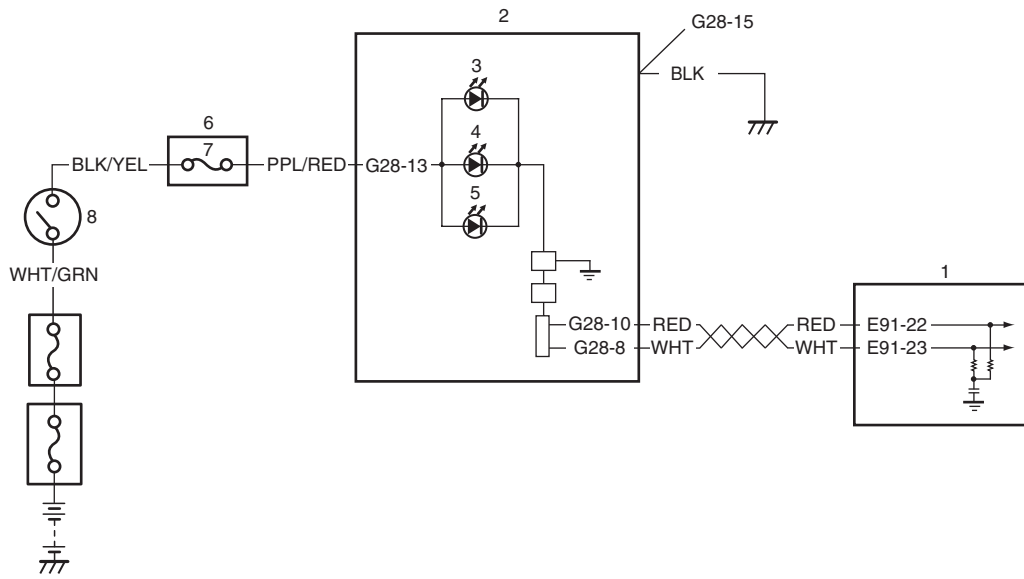 2
G28-15
BLK
3
6
7
4
BLK/YEL
PPL/RED
G28-13
5
8
WHT/GRN
1
G28-10
RED
RED
E91-22
G28-8
WHT
WHT
E91-23